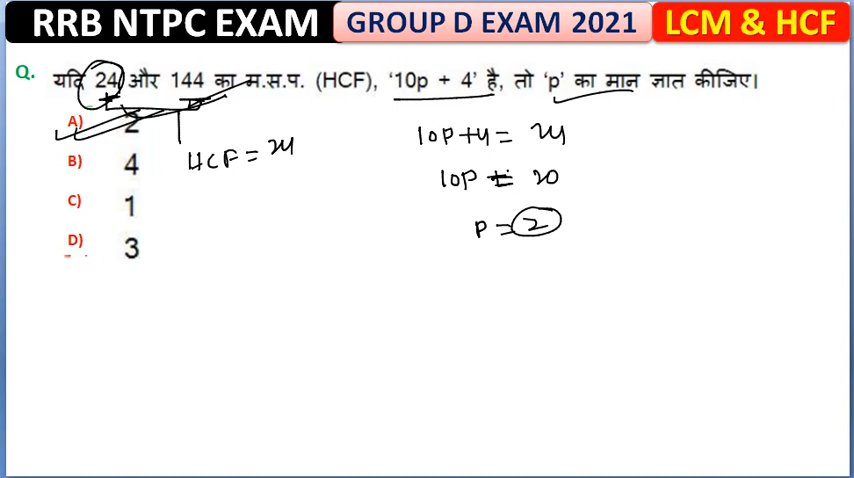 RRB NTPC EXAM GROUP D EXAM 2021 LCM & HCF
Q. यदि 24 और 144 का म.स.प. (HCF), '10p + 4' है, तो 'p' का मान ज्ञात कीजिए।
A) 2
B) 4
C) 1
D) 3
HCF = 24
10P+4 = 24
10P = 20
P = 2